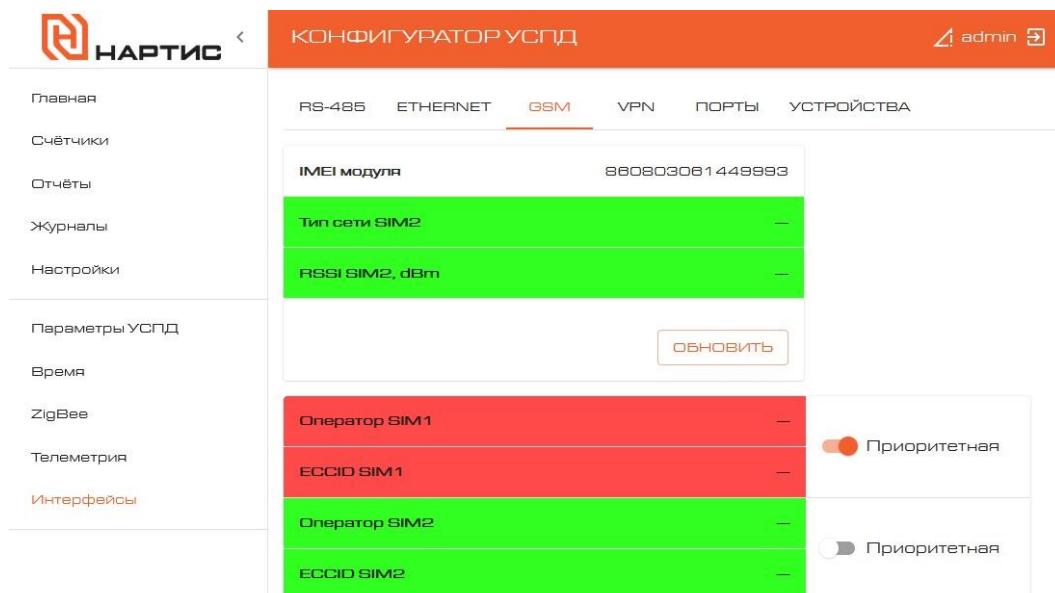 НАРТИС
КОНФИГУРАТОР УСПД
admin
Главная
Счётчики
Отчёты
Журналы
Настройки
Параметры УСПД
Время
ZigBee
Телеметрия
Интерфейсы
RS-485 ETHERNET GSM VPN ПОРТЫ УСТРОЙСТВА
IMEI модуля 860803061449993
Тип сети SIM2 —
RSSI SIM2, dBm —
ОБНОВИТЬ
Оператор SIM1 —
ECCID SIM1 —
Приоритетная
Оператор SIM2 —
ECCID SIM2 —
Приоритетная